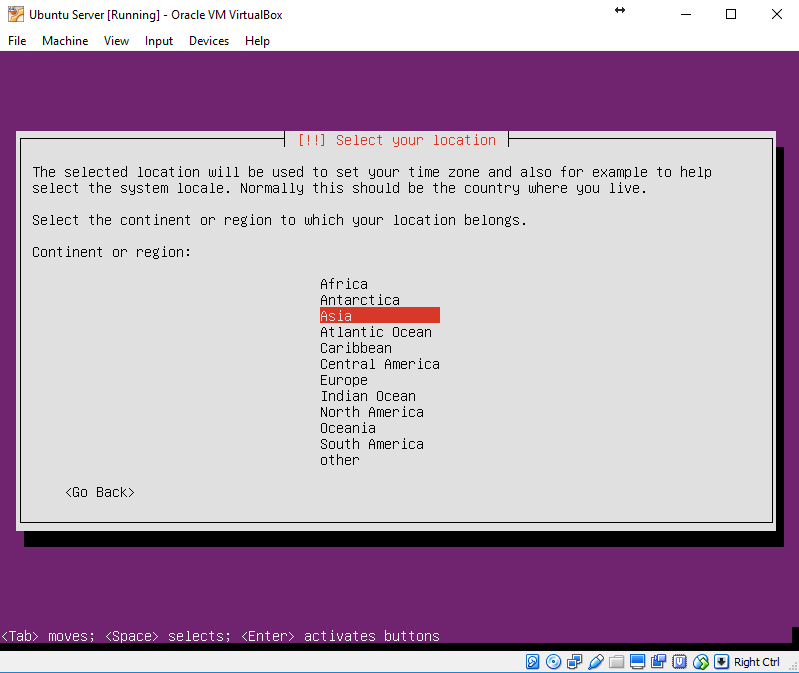 Ubuntu Server [Running] - Oracle VM VirtualBox
File Machine View Input Devices Help
[!!] Select your location
The selected location will be used to set your time zone and also for example to help
select the system locale. Normally this should be the country where you live.
Select the continent or region to which your location belongs.
Continent or region:
Africa
Antarctica
Asia
Atlantic Ocean
Caribbean
Central America
Europe
Indian Ocean
North America
Oceania
South America
other
<Go Back>
<Tab> moves; <Space> selects; <Enter> activates buttons
Right Ctrl